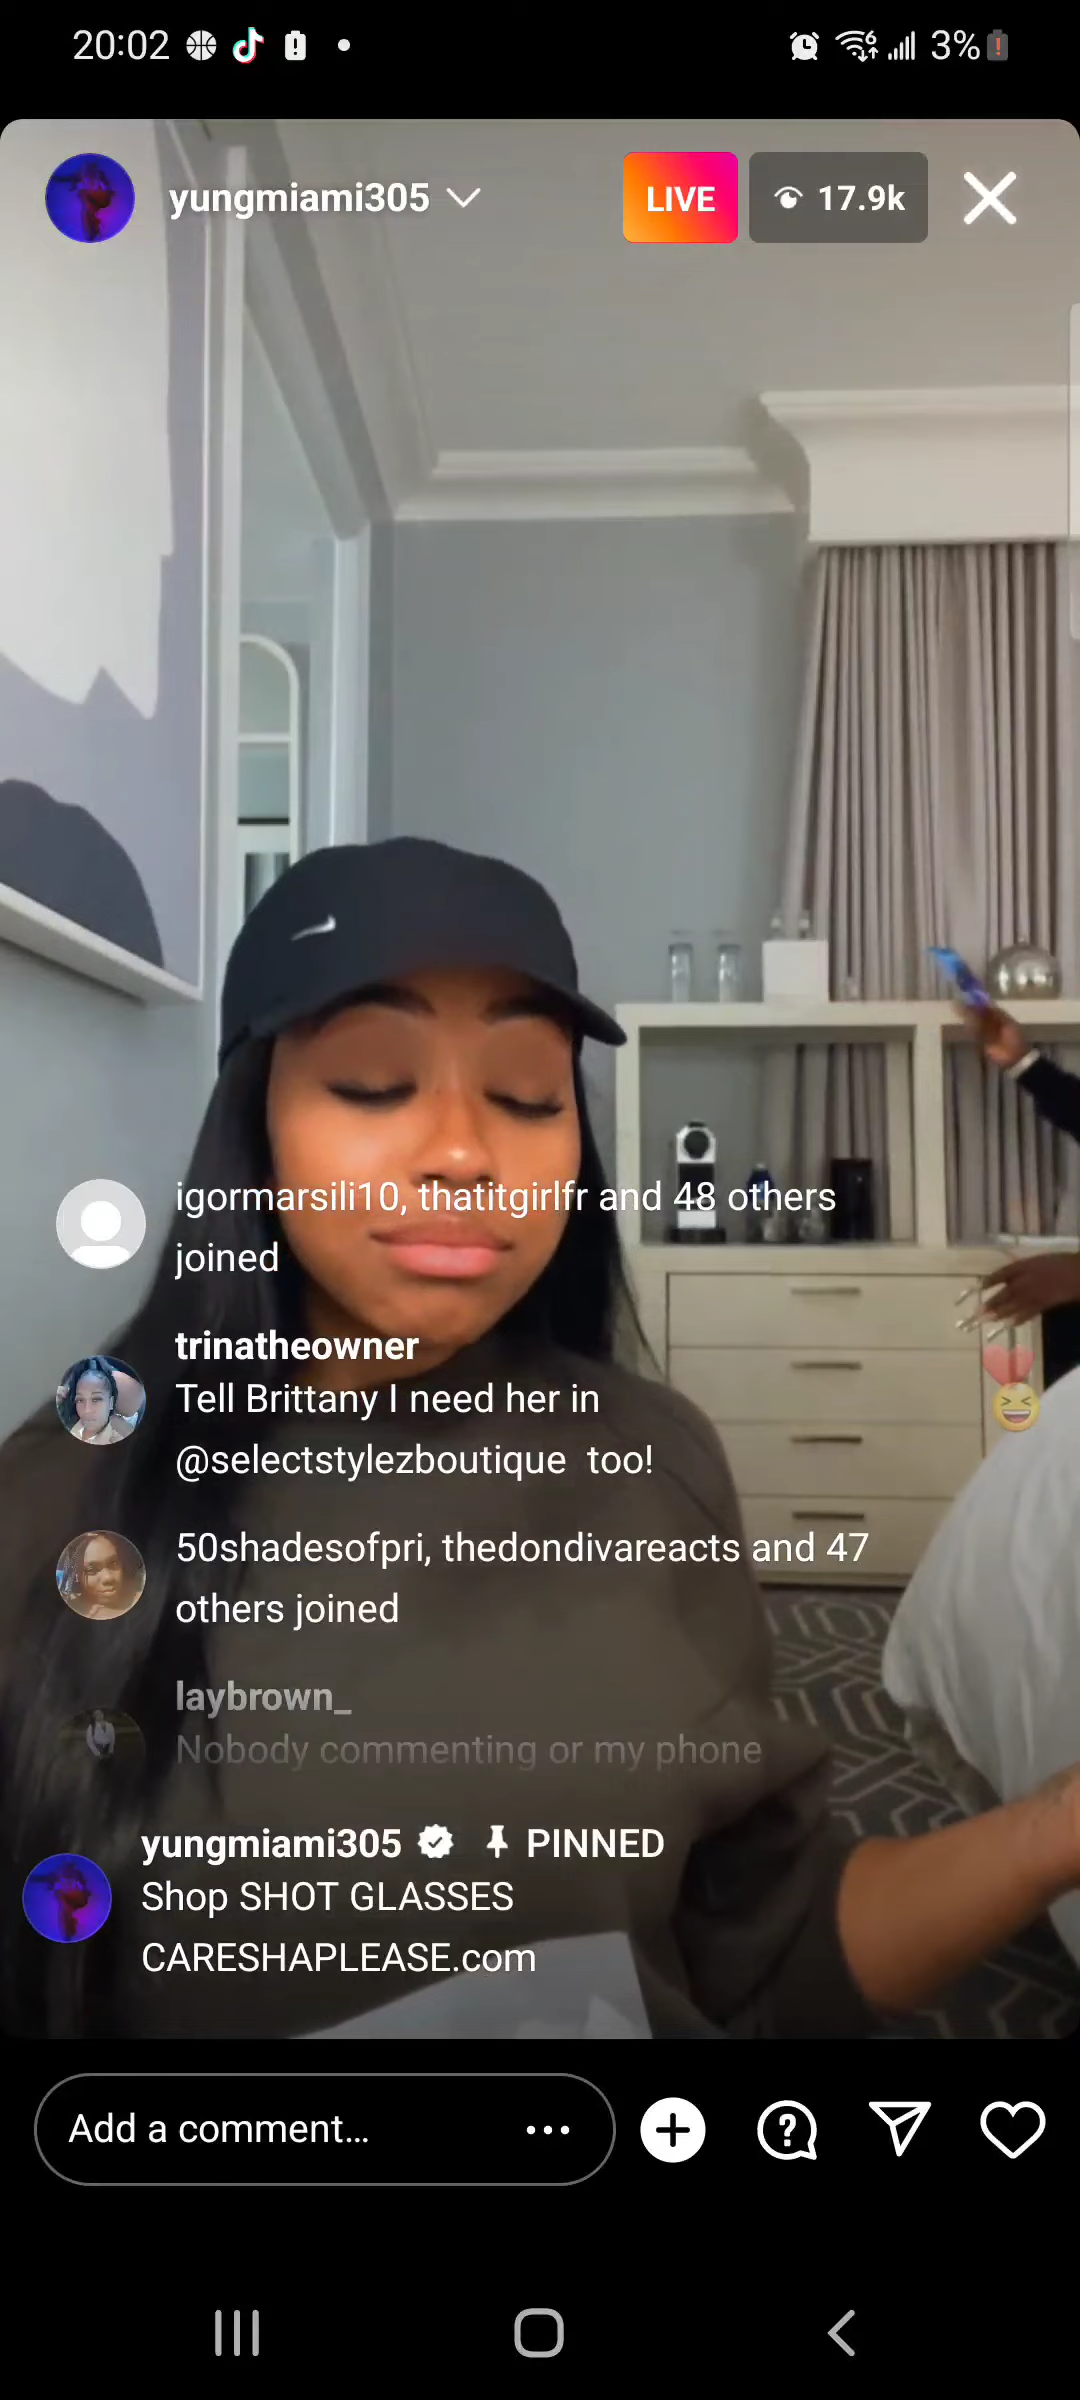 20:02
3%
yungmiami305
LIVE
17.9k
igormarsili10, thatitgirlfr and 48 others
joined
trinatheowner
Tell Brittany I need her in
@selectstylezboutique too!
50shadesofpri, thedondivareacts and 47
others joined
laybrown_
Nobody commenting or my phone
yungmiami305 PINNED
Shop SHOT GLASSES
CARESHAPLEASE.com
Add a comment...